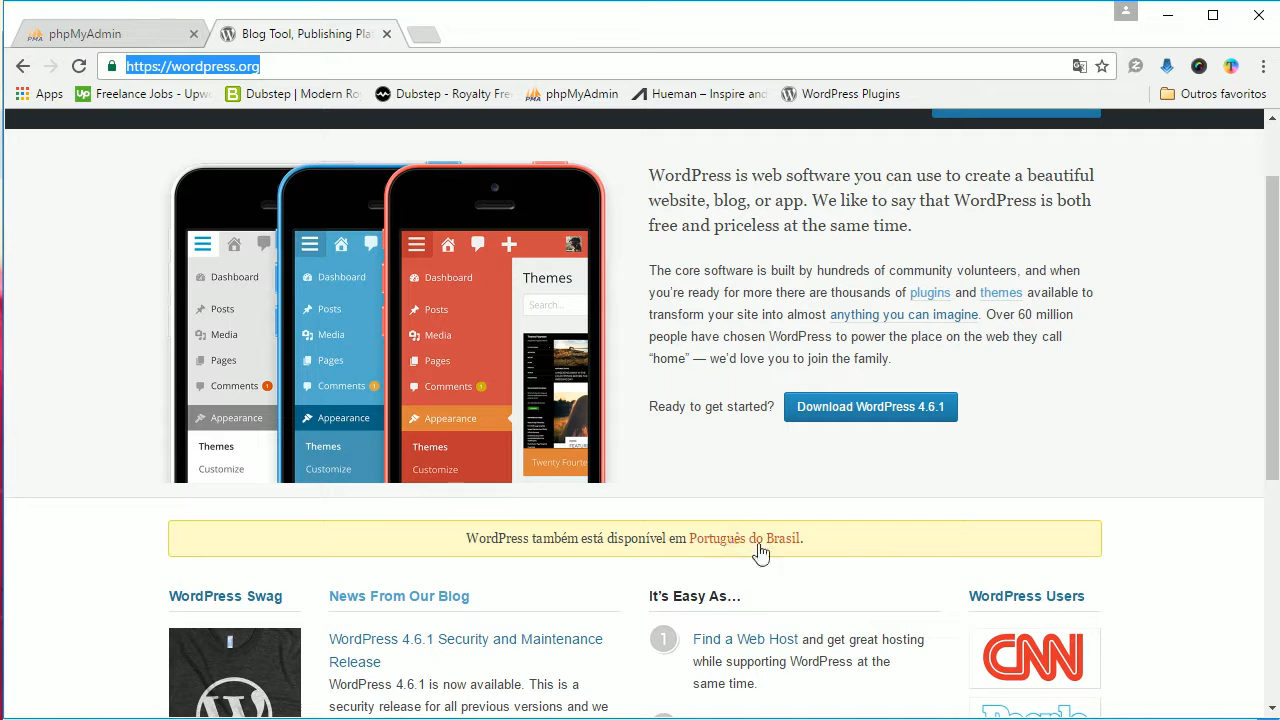 phpMyAdmin
Blog Tool, Publishing Pla
https://wordpress.org
Apps
Freelance Jobs - Upw
Dubstep | Modern Ro
Dubstep - Royalty Fre
phpMyAdmin
Hueman – Inspire and
WordPress Plugins
Outros favoritos
Dashboard
Posts
Media
Pages
Comments 1
Appearance
Themes
Customize
Dashboard
Posts
Media
Pages
Comments 1
Appearance
Themes
Customize
Dashboard
Posts
Media
Pages
Comments 1
Appearance
Themes
Customize
Themes
Search...
Twenty Fourte
WordPress is web software you can use to create a beautiful
website, blog, or app. We like to say that WordPress is both
free and priceless at the same time.
The core software is built by hundreds of community volunteers, and when
you’re ready for more there are thousands of plugins and themes available to
transform your site into almost anything you can imagine. Over 60 million
people have chosen WordPress to power the place on the web they call
“home” — we’d love you to join the family.
Ready to get started? Download WordPress 4.6.1
WordPress também está disponível em Português do Brasil.
WordPress Swag
News From Our Blog
WordPress 4.6.1 Security and Maintenance
Release
WordPress 4.6.1 is now available. This is a
security release for all previous versions and we
It’s Easy As…
1 Find a Web Host and get great hosting
while supporting WordPress at the
same time.
WordPress Users
CNN